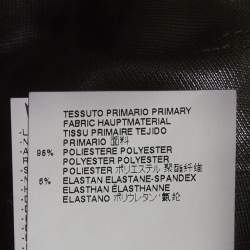 TESSUTO PRIMARIO PRIMARY
FABRIC HAUPTMATERIAL
TISSU PRIMAIRE TEJIDO
PRIMARIO 面料
95% POLIESTERE POLYESTER
POLYESTER POLYESTER
POLIESTER ポリエステル 聚酯纤维
5% ELASTAN ELASTANE-SPANDEX
ELASTHAN ÉLASTHANNE
ELASTANO ポリウレタン 氨纶